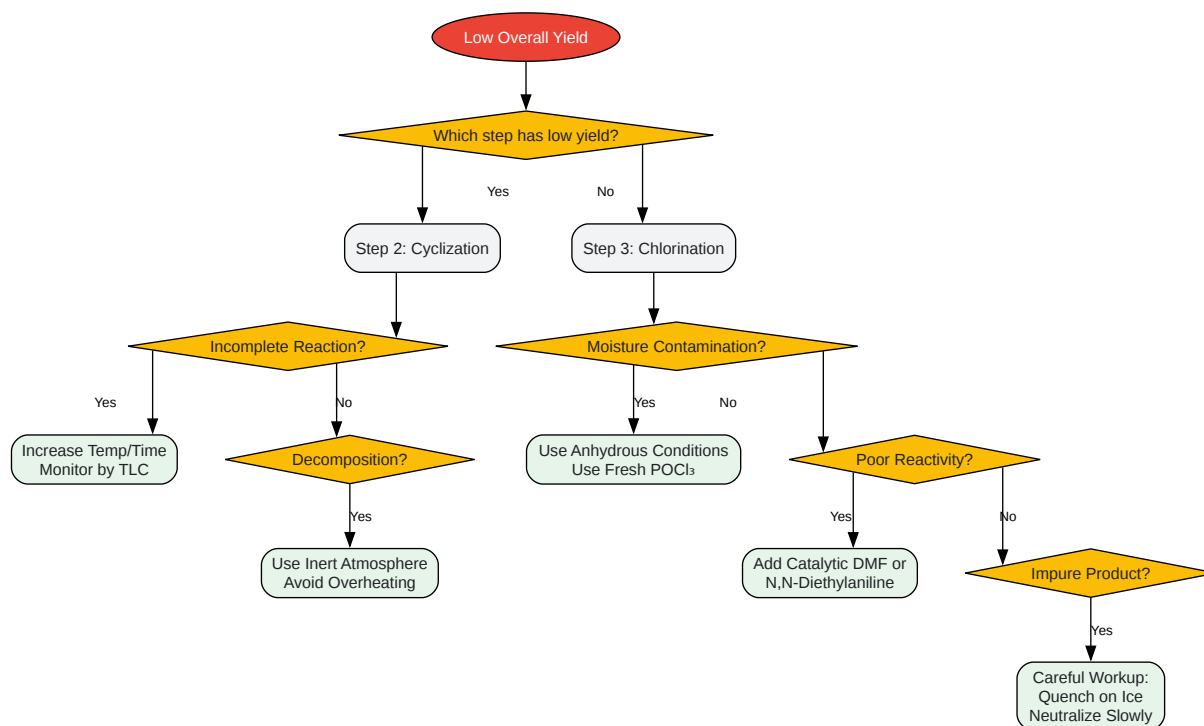 Low Overall Yield
Which step has low yield?
Yes
No
Step 2: Cyclization
Step 3: Chlorination
Incomplete Reaction?
Moisture Contamination?
Yes
No
Yes
No
Increase Temp/Time
Monitor by TLC
Decomposition?
Use Anhydrous Conditions
Use Fresh POCl₃
Poor Reactivity?
Yes
Yes
No
Use Inert Atmosphere
Avoid Overheating
Add Catalytic DMF or
N,N-Diethylaniline
Impure Product?
Yes
Careful Workup:
Quench on Ice
Neutralize Slowly